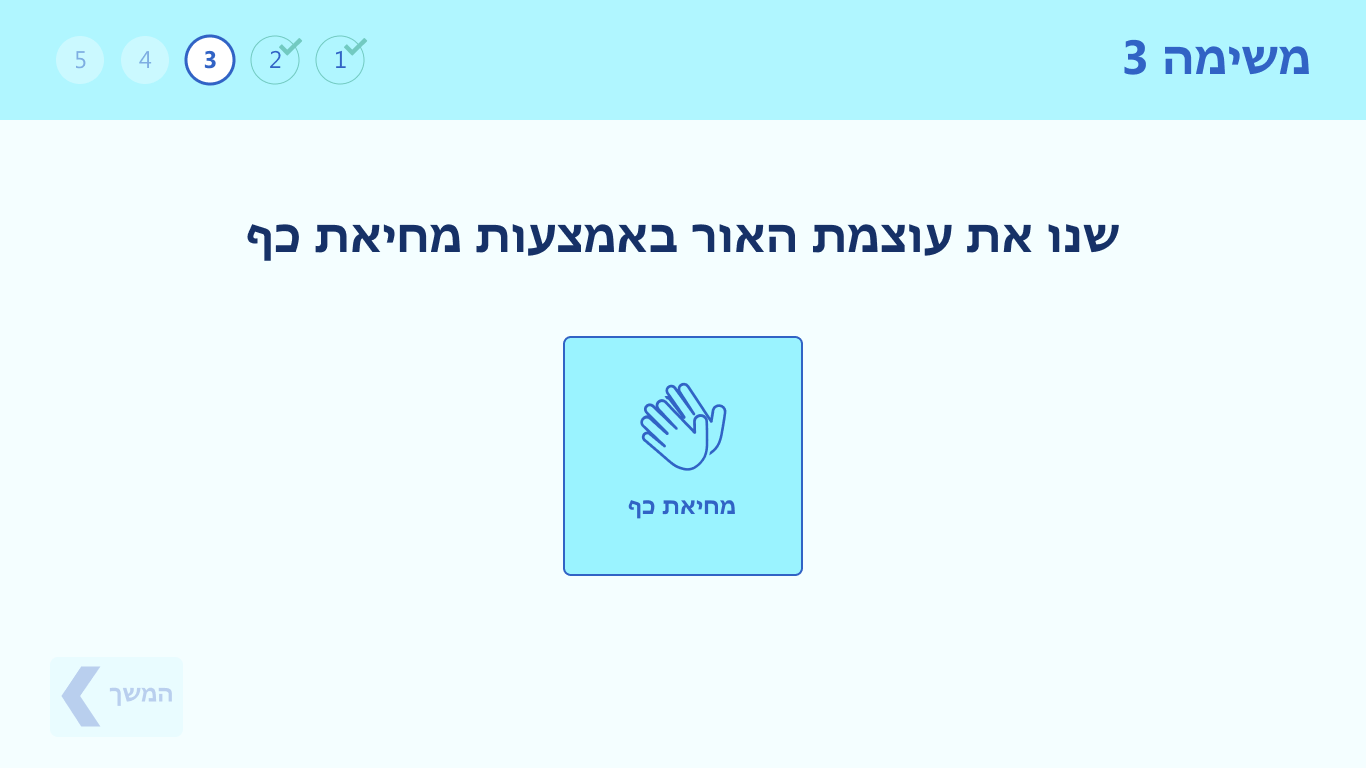 משימה 3
1 2 3 4 5
שנו את עוצמת האור באמצעות מחיאת כף
מחיאת כף
המשך